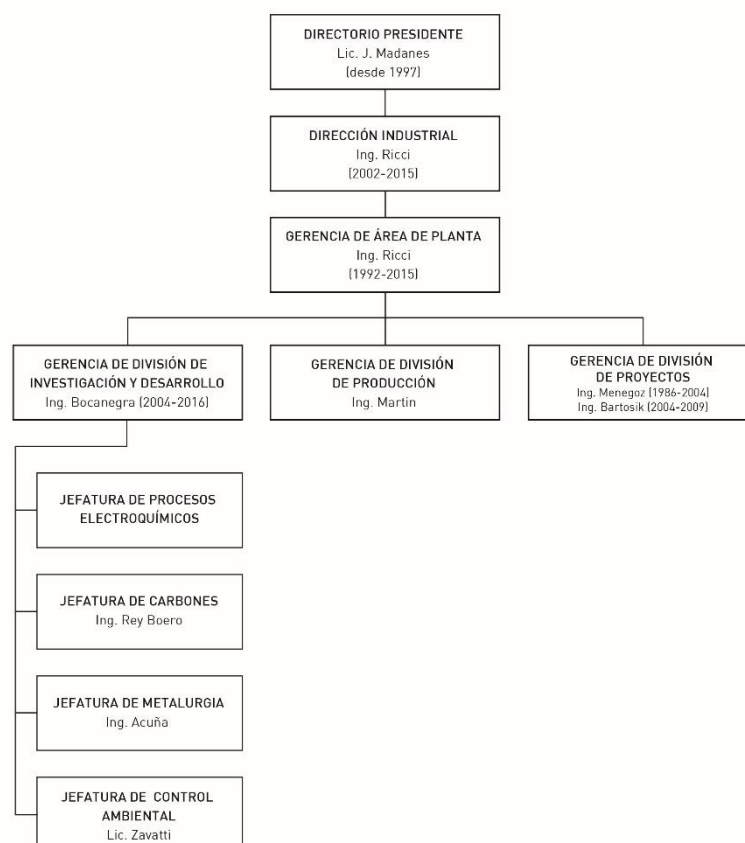 DIRECTORIO PRESIDENTE
Lic. J. Madanes
(desde 1997)
DIRECCIÓN INDUSTRIAL
Ing. Ricci
(2002-2015)
GERENCIA DE ÁREA DE PLANTA
Ing. Ricci
(1992-2015)
GERENCIA DE DIVISIÓN DE
INVESTIGACIÓN Y DESARROLLO
Ing. Bocanegra (2004-2016)
GERENCIA DE DIVISIÓN
DE PRODUCCIÓN
Ing. Martin
GERENCIA DE DIVISIÓN
DE PROYECTOS
Ing. Menegoz (1986-2004)
Ing. Bartosik (2004-2009)
JEFATURA DE PROCESOS
ELECTROQUÍMICOS
JEFATURA DE CARBONES
Ing. Rey Boero
JEFATURA DE METALURGIA
Ing. Acuña
JEFATURA DE CONTROL
AMBIENTAL
Lic. Zavatti